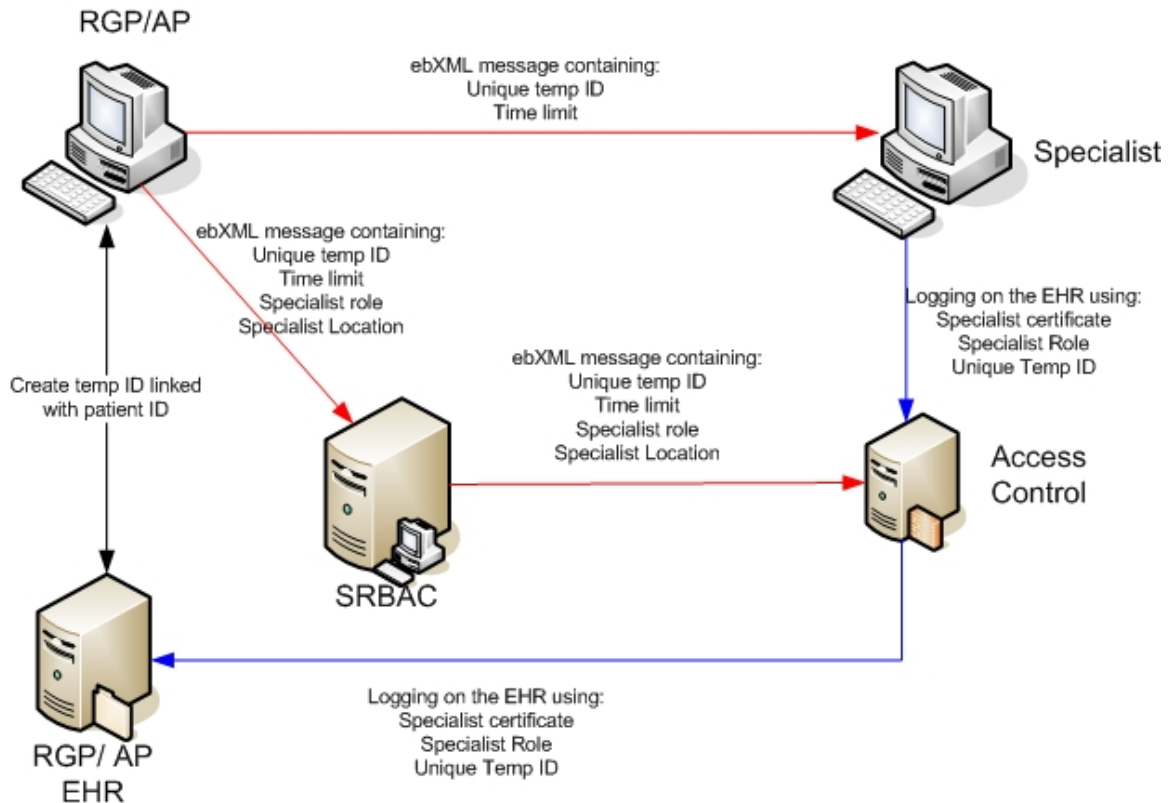 RGP/AP
ebXML message containing:
Unique temp ID
Time limit
Specialist
ebXML message containing:
Unique temp ID
Time limit
Specialist role
Specialist Location
Logging on the EHR using:
Specialist certificate
Specialist Role
Unique Temp ID
Create temp ID linked
with patient ID
ebXML message containing:
Unique temp ID
Time limit
Specialist role
Specialist Location
Access
Control
SRBAC
Logging on the EHR using:
Specialist certificate
Specialist Role
Unique Temp ID
RGP/ AP
EHR